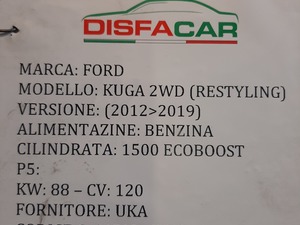 DISFACAR
MARCA: FORD
MODELLO: KUGA 2WD (RESTYLING)
VERSIONE: (2012>2019)
ALIMENTAZINE: BENZINA
CILINDRATA: 1500 ECOBOOST
P5:
KW: 88 – CV: 120
FORNITORE: UKA